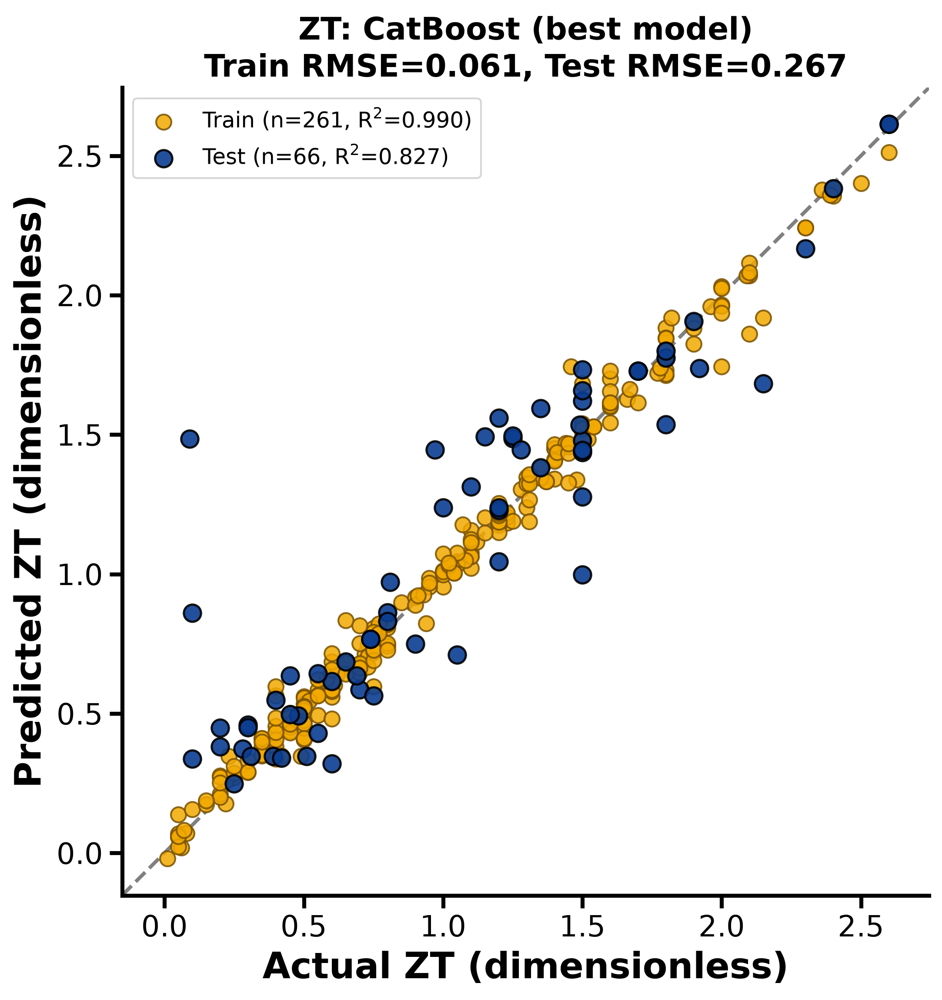 ZT: CatBoost (best model)
Train RMSE=0.061, Test RMSE=0.267
Train (n=261, R²=0.990)
Test (n=66, R²=0.827)
Predicted ZT (dimensionless)
2.5
2.0
1.5
1.0
0.5
0.0
0.0 0.5 1.0 1.5 2.0 2.5
Actual ZT (dimensionless)